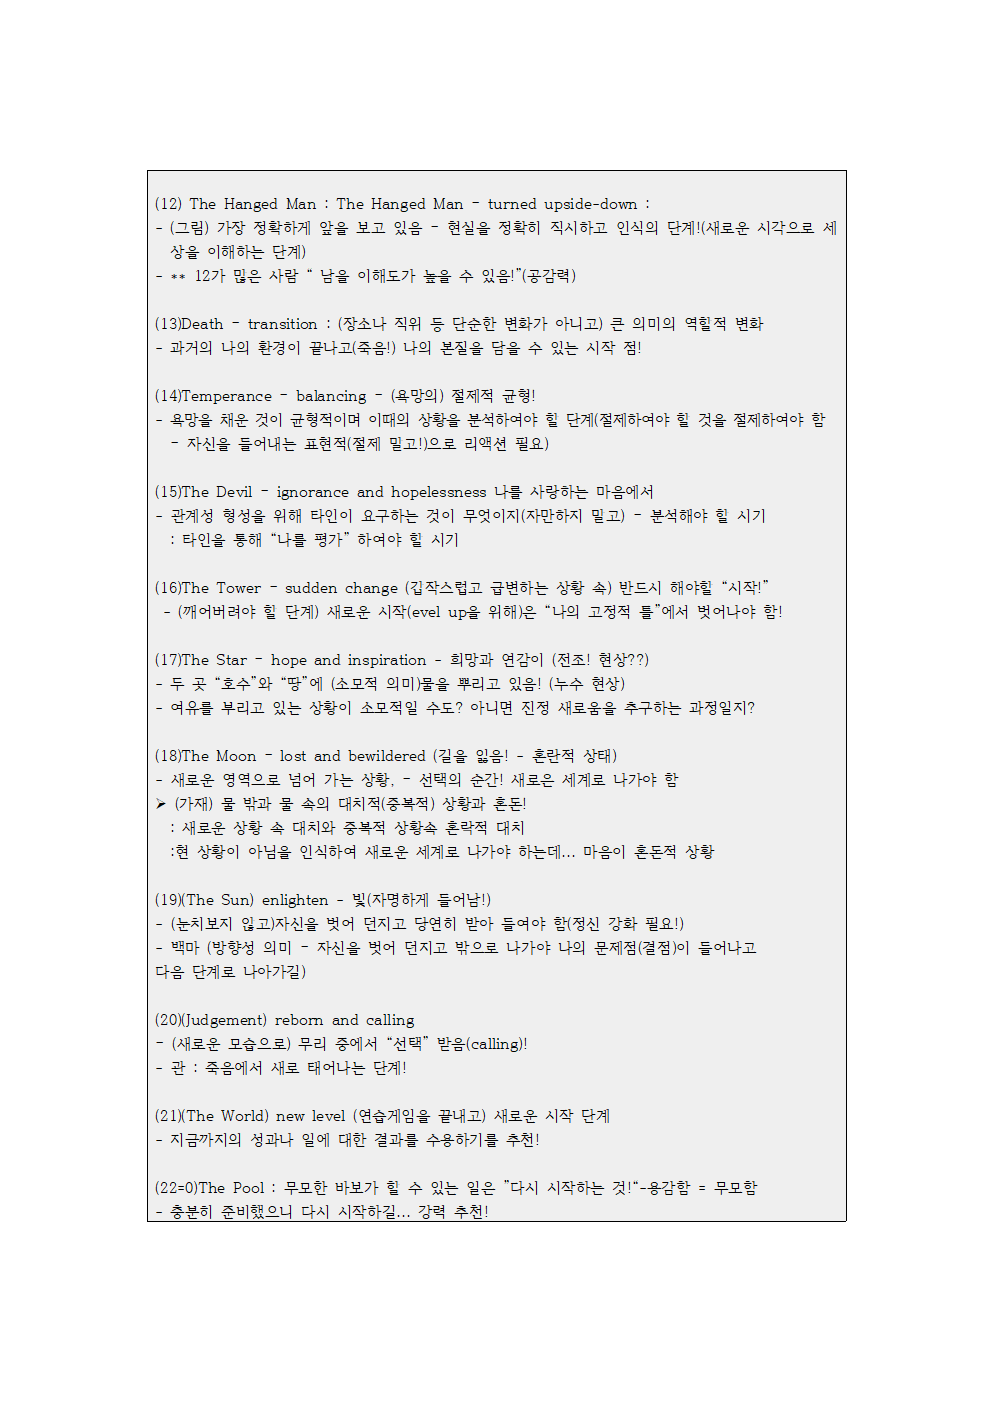 (12) The Hanged Man : The Hanged Man - turned upside-down :
- (그림) 가장 정확하게 앞을 보고 있음 - 현실을 정확히 직시하고 인식의 단계!(새로운 시각으로 세
상을 이해하는 단계)
- ** 12가 많은 사람 “ 남을 이해도가 높을 수 있음!”(공감력)
(13)Death - transition : (장소나 직위 등 단순한 변화가 아니고) 큰 의미의 역할적 변화
- 과거의 나의 환경이 끝나고(죽음!) 나의 본질을 담을 수 있는 시작 점!
(14)Temperance - balancing - (욕망의) 절제적 균형!
- 욕망을 채운 것이 균형적이며 이때의 상황을 분석하여야 할 단계(절제하여야 할 것을 절제하여야 함
- 자신을 들어내는 표현적(절제 말고!)으로 리액션 필요)
(15)The Devil - ignorance and hopelessness 나를 사랑하는 마음에서
- 관계성 형성을 위해 타인이 요구하는 것이 무엇이지(자만하지 말고) - 분석해야 할 시기
: 타인을 통해 “나를 평가” 하여야 할 시기
(16)The Tower - sudden change (갑작스럽고 급변하는 상황 속) 반드시 해야할 “시작!”
- (깨어버려야 할 단계) 새로운 시작(evel up을 위해)은 “나의 고정적 틀”에서 벗어나야 함!
(17)The Star - hope and inspiration - 희망과 연감이 (전조! 현상??)
- 두 곳 “호수”와 “땅”에 (소모적 의미)물을 뿌리고 있음! (누수 현상)
- 여유를 부리고 있는 상황이 소모적일 수도? 아니면 진정 새로움을 추구하는 과정일지?
(18)The Moon - lost and bewildered (길을 잃음! - 혼란적 상태)
- 새로운 영역으로 넘어 가는 상황, - 선택의 순간! 새로은 세계로 나가야 함
➢ (가재) 물 밖과 물 속의 대치적(중복적) 상황과 혼돈!
: 새로운 상황 속 대치와 중복적 상황속 혼락적 대치
:현 상황이 아님을 인식하여 새로운 세계로 나가야 하는데... 마음이 혼돈적 상황
(19)(The Sun) enlighten - 빛(자명하게 들어남!)
- (눈치보지 않고)자신을 벗어 던지고 당연히 받아 들여야 함(정신 강화 필요!)
- 백마 (방향성 의미 - 자신을 벗어 던지고 밖으로 나가야 나의 문제점(결점)이 들어나고
다음 단계로 나아가길)
(20)(Judgement) reborn and calling
- (새로운 모습으로) 무리 중에서 “선택” 받음(calling)!
- 관 : 죽음에서 새로 태어나는 단계!
(21)(The World) new level (연습게임을 끝내고) 새로운 시작 단계
- 지금까지의 성과나 일에 대한 결과를 수용하기를 추천!
(22=0)The Pool : 무모한 바보가 할 수 있는 일은 ”다시 시작하는 것!“-용감함 = 무모함
- 충분히 준비했으니 다시 시작하길... 강력 추천!